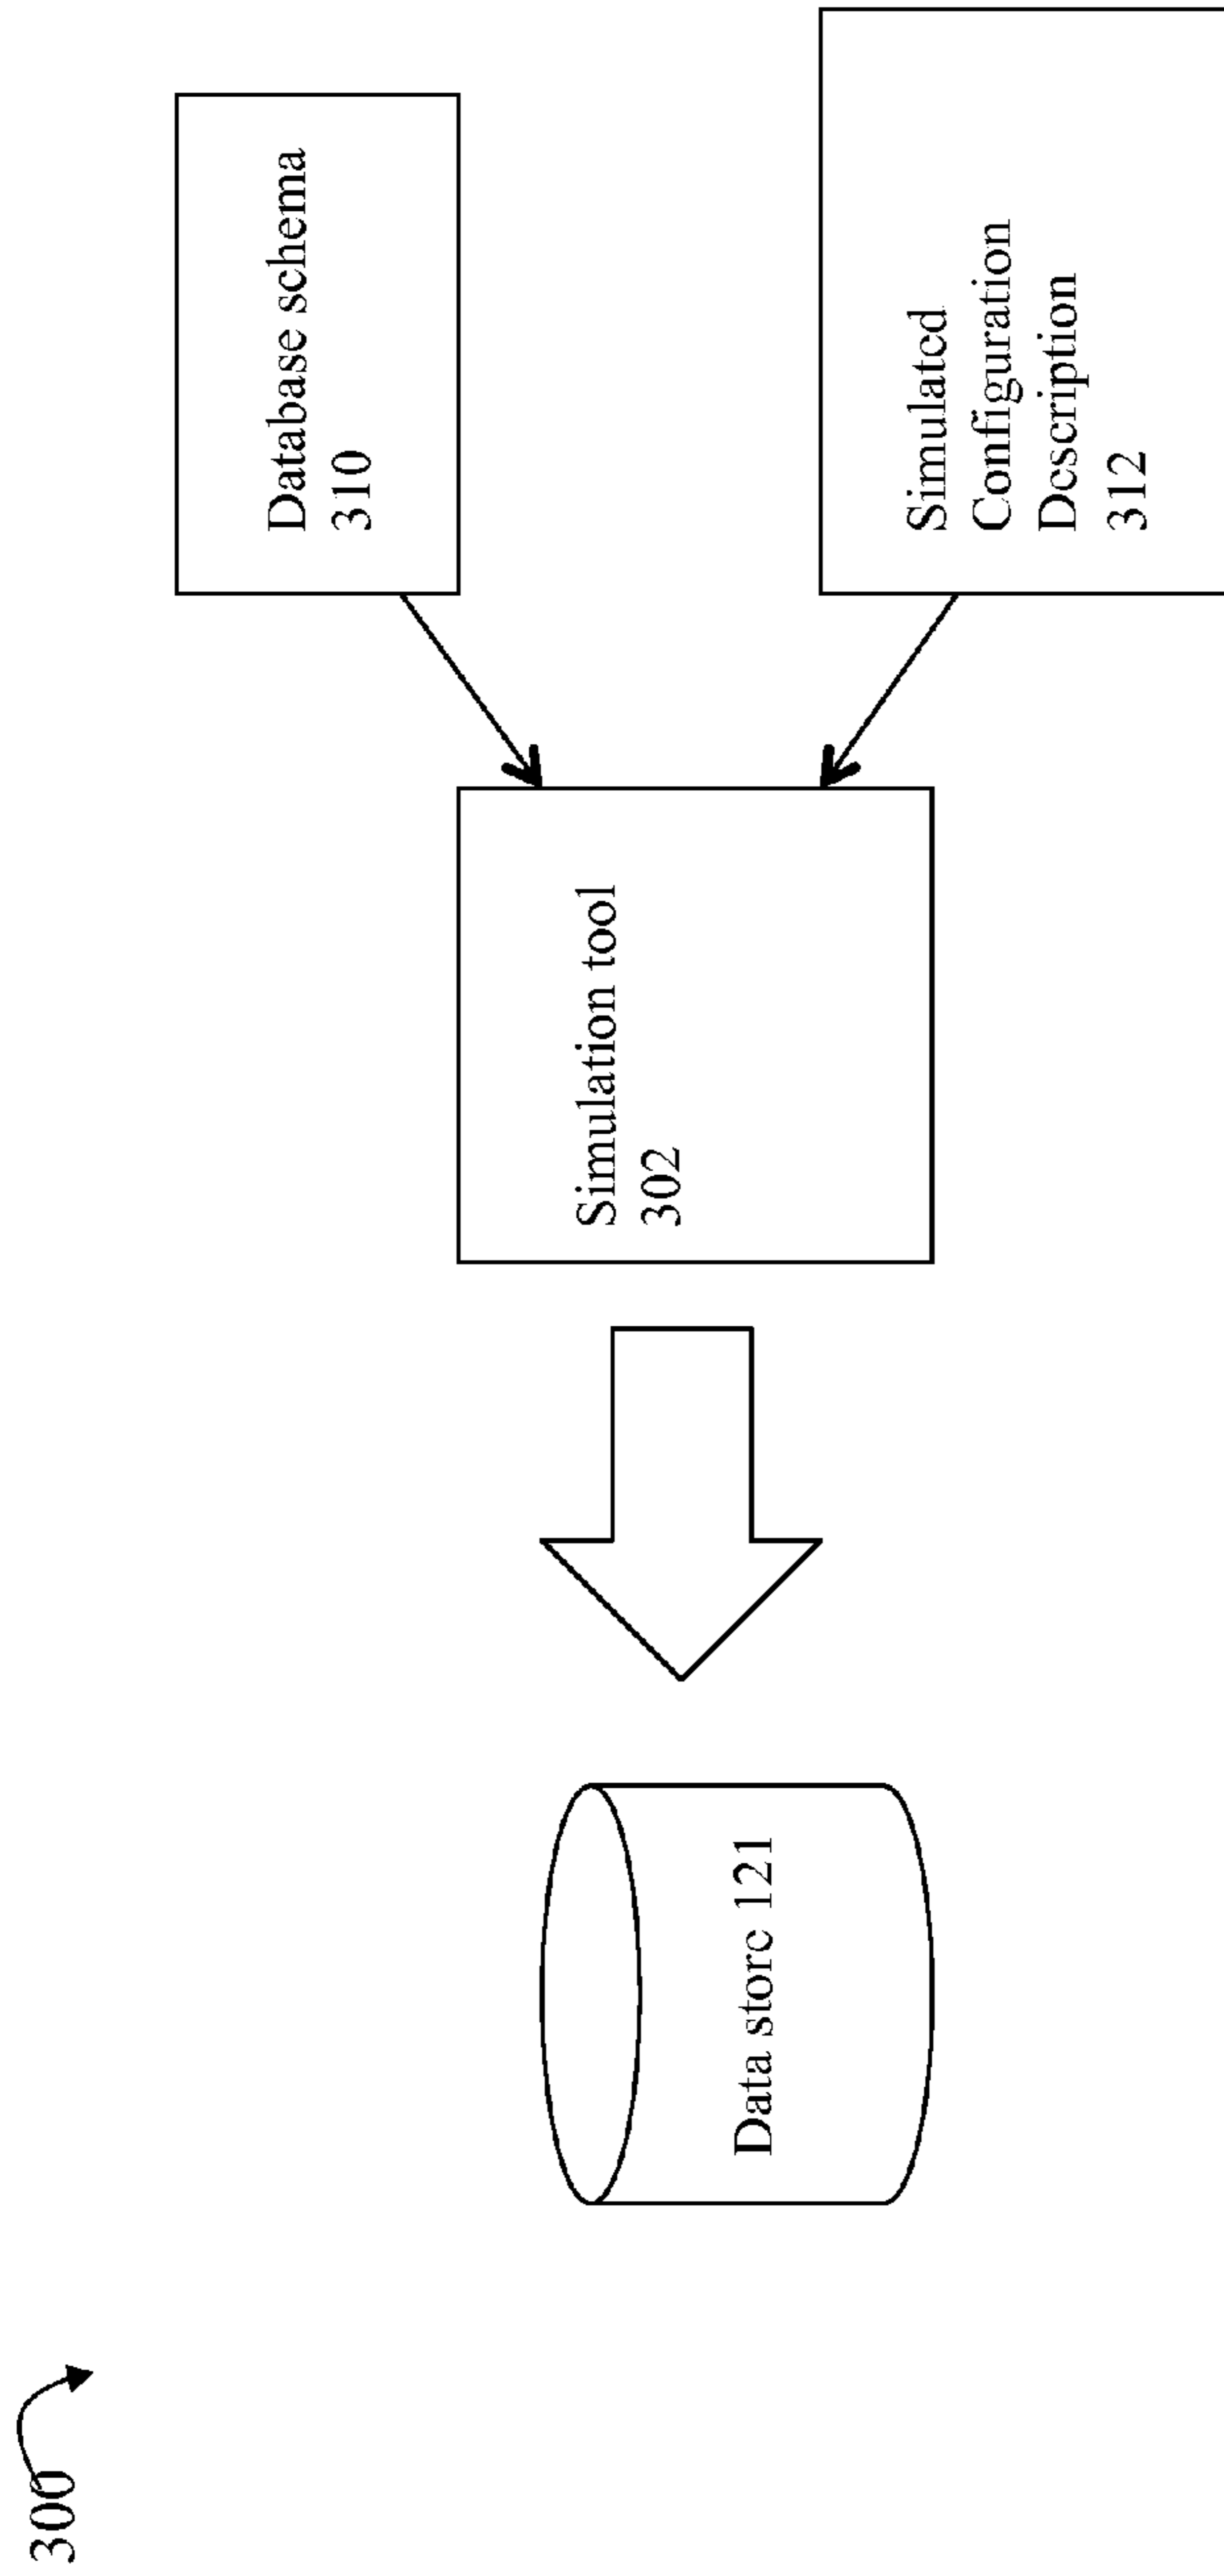 300
Data store 121
Simulation tool
302
Database schema
310
Simulated
Configuration
Description
312